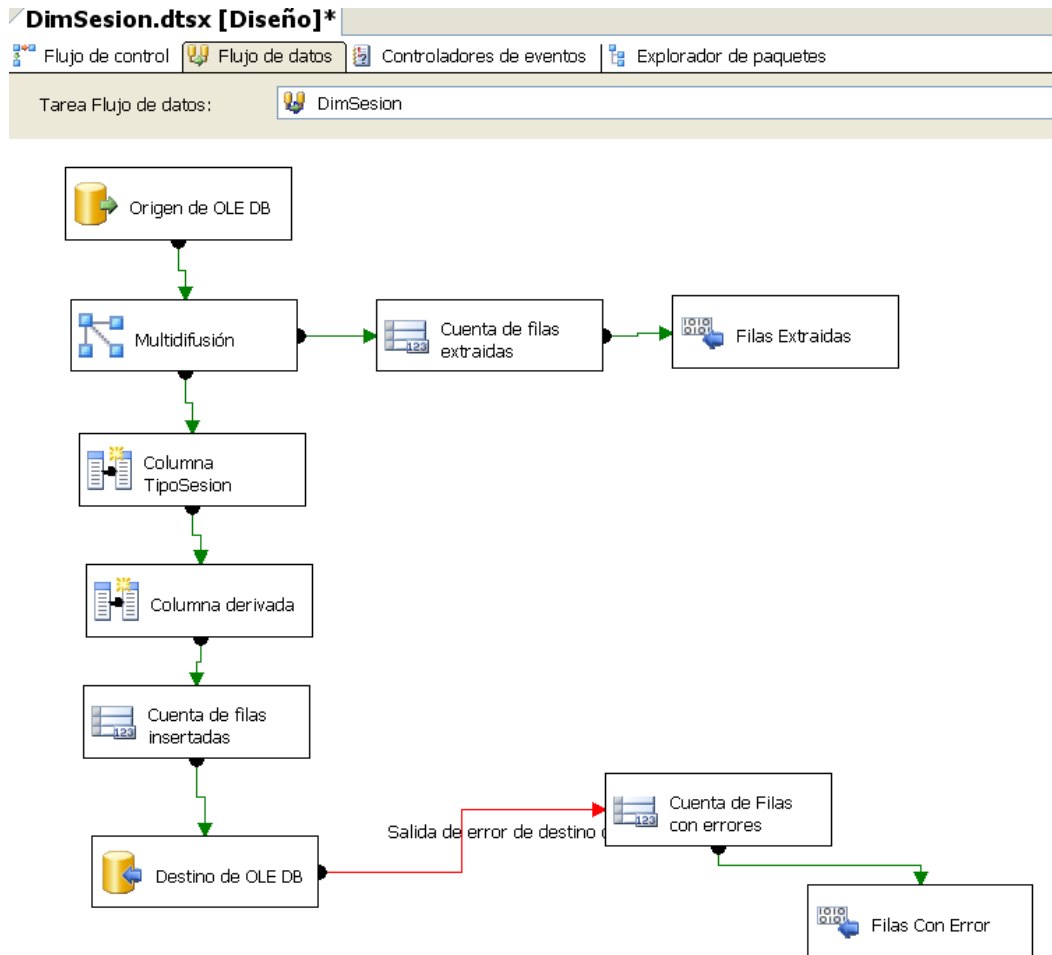 DimSesion.dtsx [Diseño]*
Flujo de control Flujo de datos Controladores de eventos Explorador de paquetes
Tarea Flujo de datos: DimSesion
Origen de OLE DB
Multidifusión
Cuenta de filas
extraidas
Filas Extraidas
Columna
TipoSesion
Columna derivada
Cuenta de filas
insertadas
Cuenta de Filas
con errores
Salida de error de destino
Destino de OLE DB
Filas Con Error